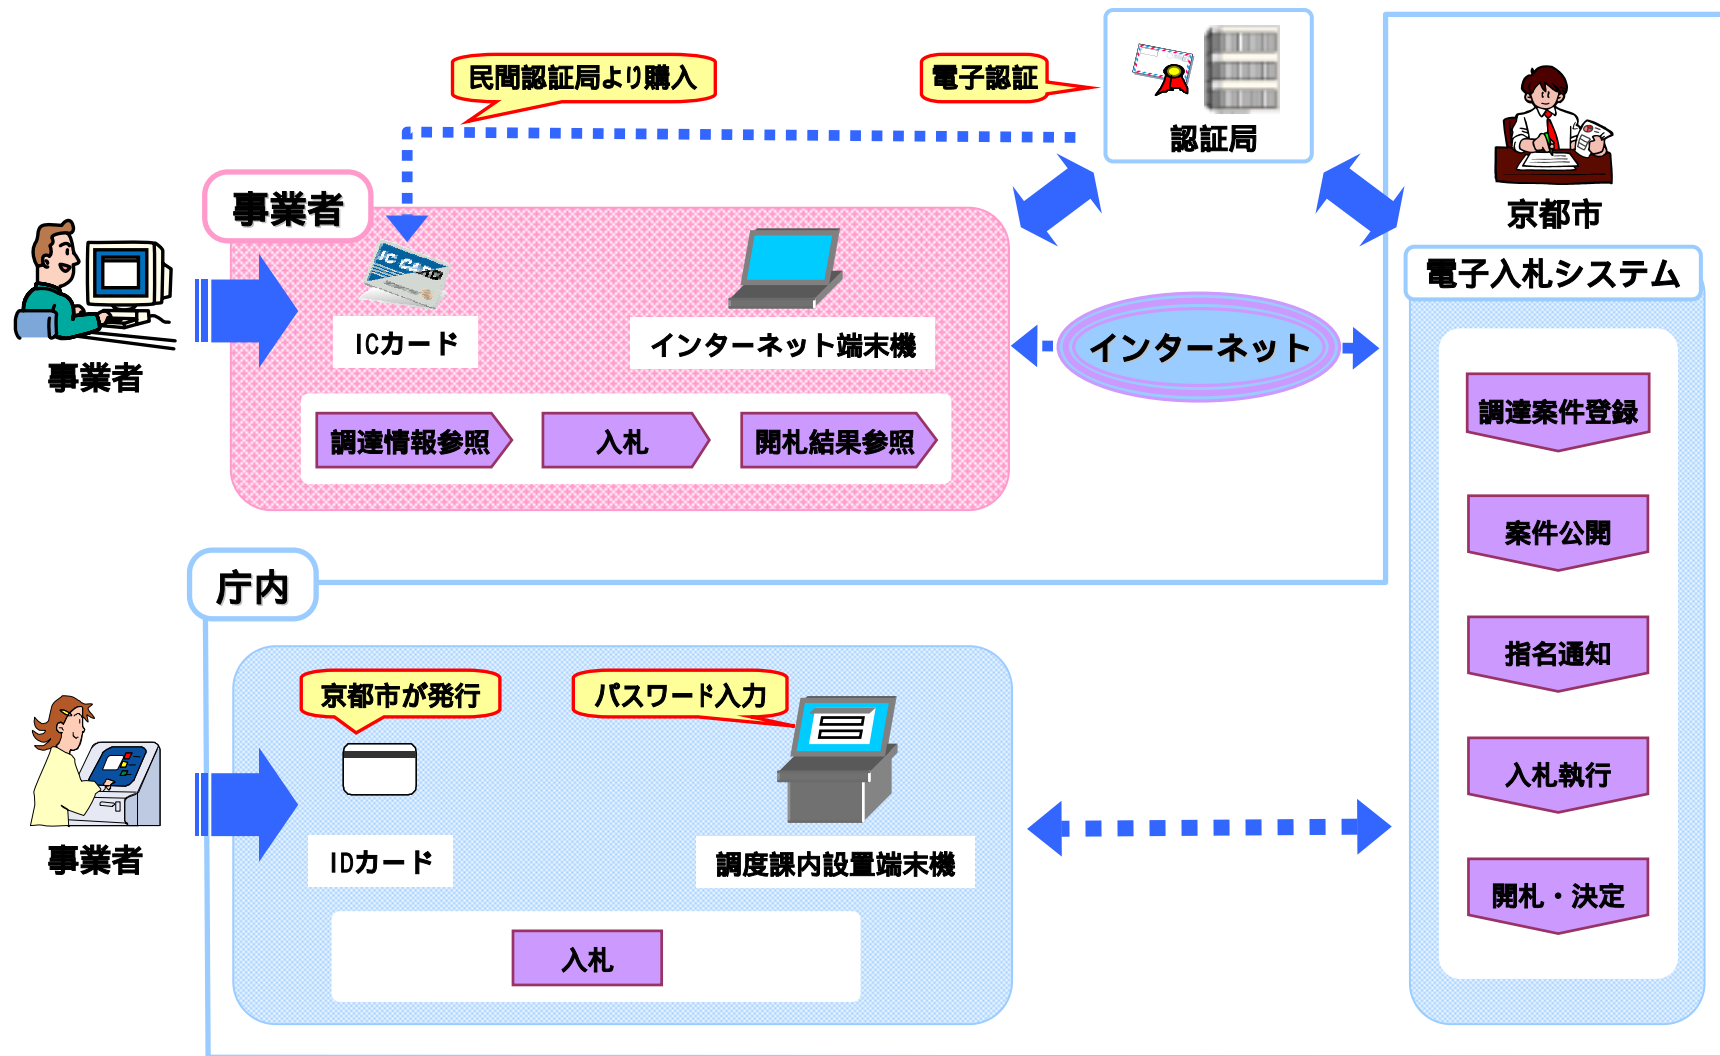 民間認証局より購入
電子認証
認証局
京都市
事業者
事業者
IC CARD
ICカード
インターネット端末機
インターネット
調達情報参照
入札
開札結果参照
電子入札システム
調達案件登録
案件公開
指名通知
入札執行
開札・決定
庁内
事業者
京都市が発行
パスワード入力
IDカード
調度課内設置端末機
入札